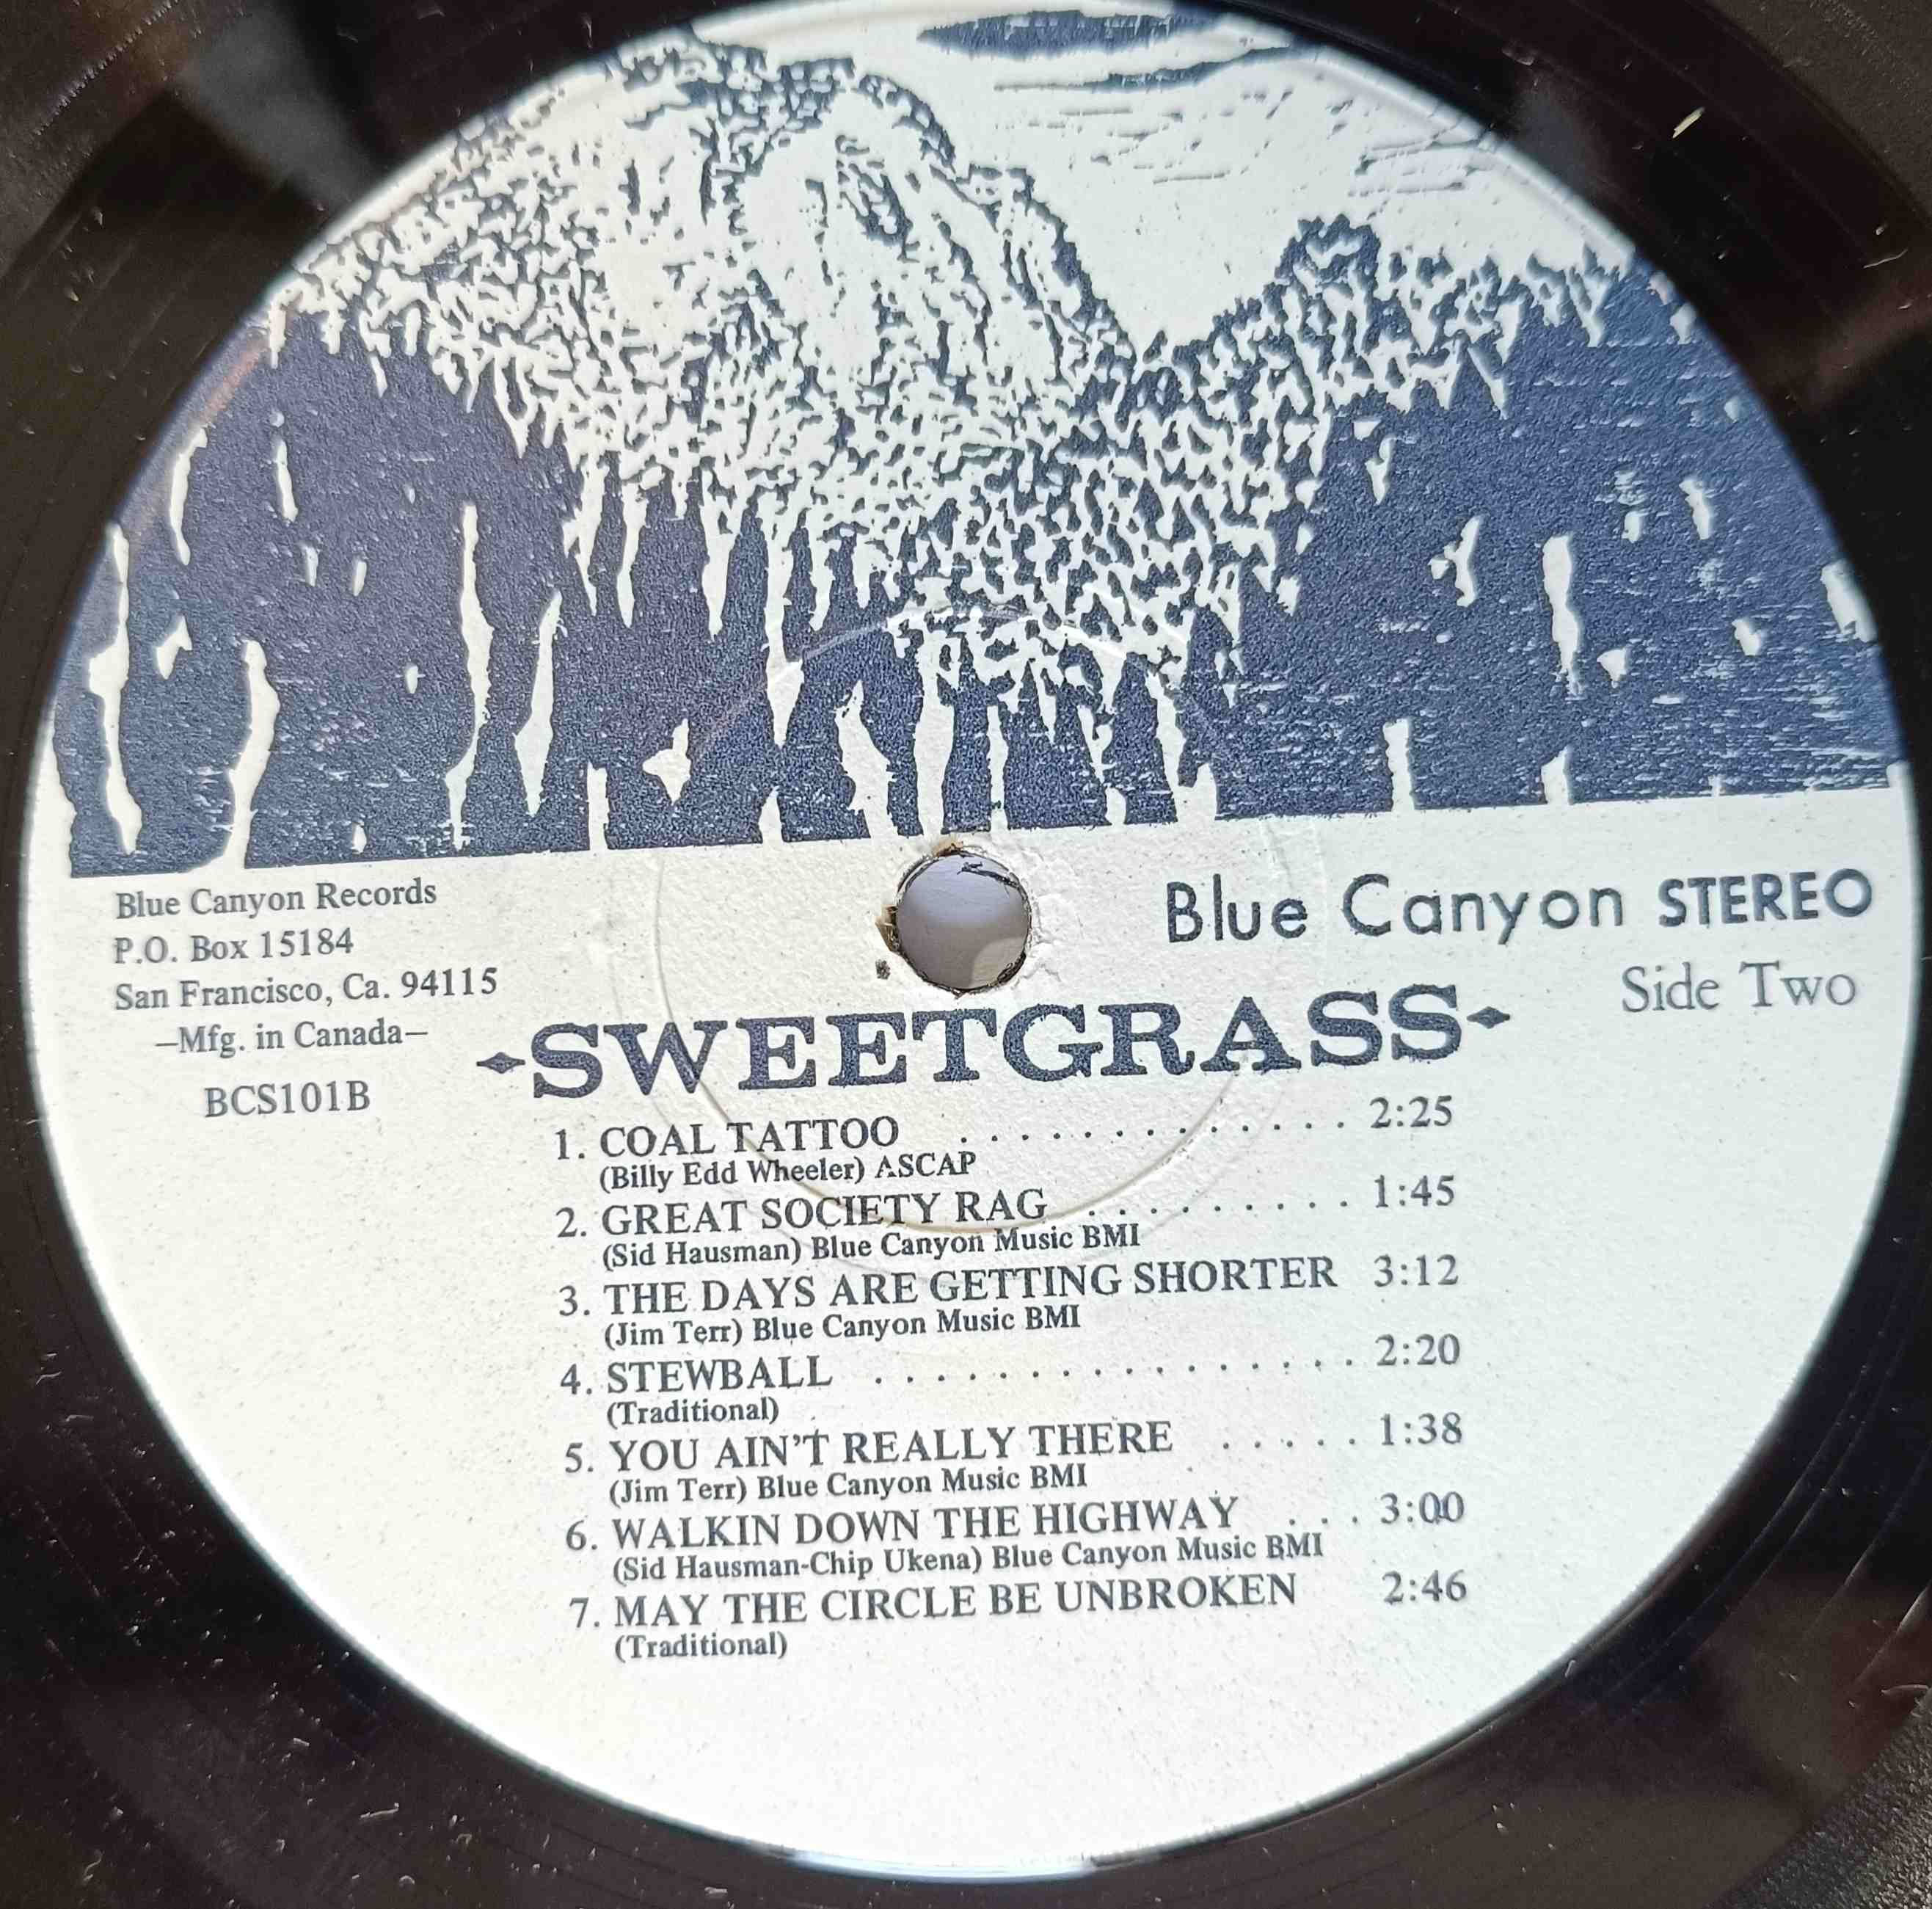 Blue Canyon Records
P.O. Box 15184
San Francisco, Ca. 94115
—Mfg. in Canada—
BCS101B
Blue Canyon STEREO
Side Two
SWEETGRASS
1. COAL TATTOO . . . . . . . . . . . . . . 2:25
(Billy Edd Wheeler) ASCAP
2. GREAT SOCIETY RAG . . . . . . . . . 1:45
(Sid Hausman) Blue Canyon Music BMI
3. THE DAYS ARE GETTING SHORTER 3:12
(Jim Terr) Blue Canyon Music BMI
4. STEWBALL . . . . . . . . . . . . . . . . 2:20
(Traditional)
5. YOU AIN'T REALLY THERE . . . . . 1:38
(Jim Terr) Blue Canyon Music BMI
6. WALKIN DOWN THE HIGHWAY . . . 3:00
(Sid Hausman-Chip Ukena) Blue Canyon Music BMI
7. MAY THE CIRCLE BE UNBROKEN 2:46
(Traditional)